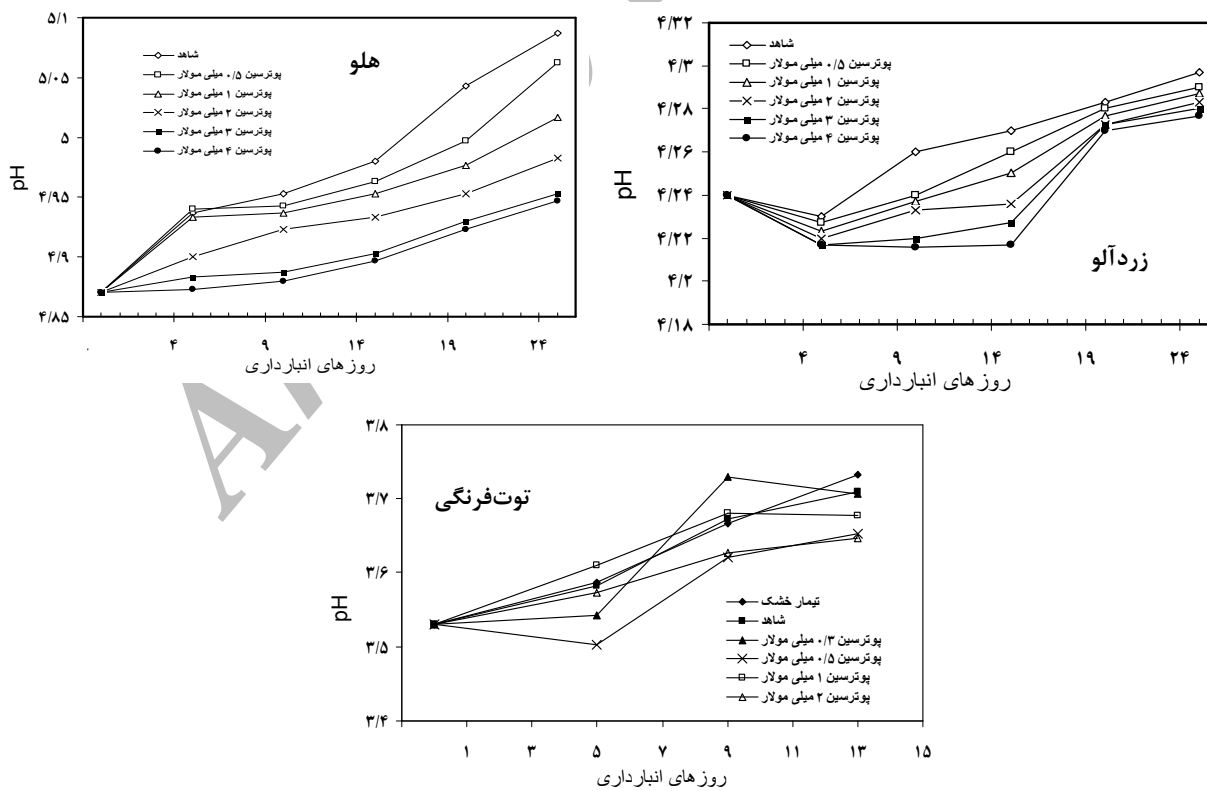 هلو
شاهد
پوترسین ۰/۵ میلی مولار
پوترسین ۱ میلی مولار
پوترسین ۲ میلی مولار
پوترسین ۳ میلی مولار
پوترسین ۴ میلی مولار
pH
۵/۱
۵/۰۵
۵
۴/۹۵
۴/۹
۴/۸۵
۴ ۹ ۱۴ ۱۹ ۲۴
روزهای انبارداری
زردآلو
شاهد
پوترسین ۰/۵ میلی مولار
پوترسین ۱ میلی مولار
پوترسین ۲ میلی مولار
پوترسین ۳ میلی مولار
پوترسین ۴ میلی مولار
pH
۴/۳۲
۴/۳
۴/۲۸
۴/۲۶
۴/۲۴
۴/۲۲
۴/۲
۴/۱۸
۴ ۹ ۱۴ ۱۹ ۲۴
روزهای انبارداری
توت‌فرنگی
تیمار خشک
شاهد
پوترسین ۰/۳ میلی مولار
پوترسین ۰/۵ میلی مولار
پوترسین ۱ میلی مولار
پوترسین ۲ میلی مولار
pH
۳/۸
۳/۷
۳/۶
۳/۵
۳/۴
۱ ۳ ۵ ۷ ۹ ۱۱ ۱۳ ۱۵
روزهای انبارداری